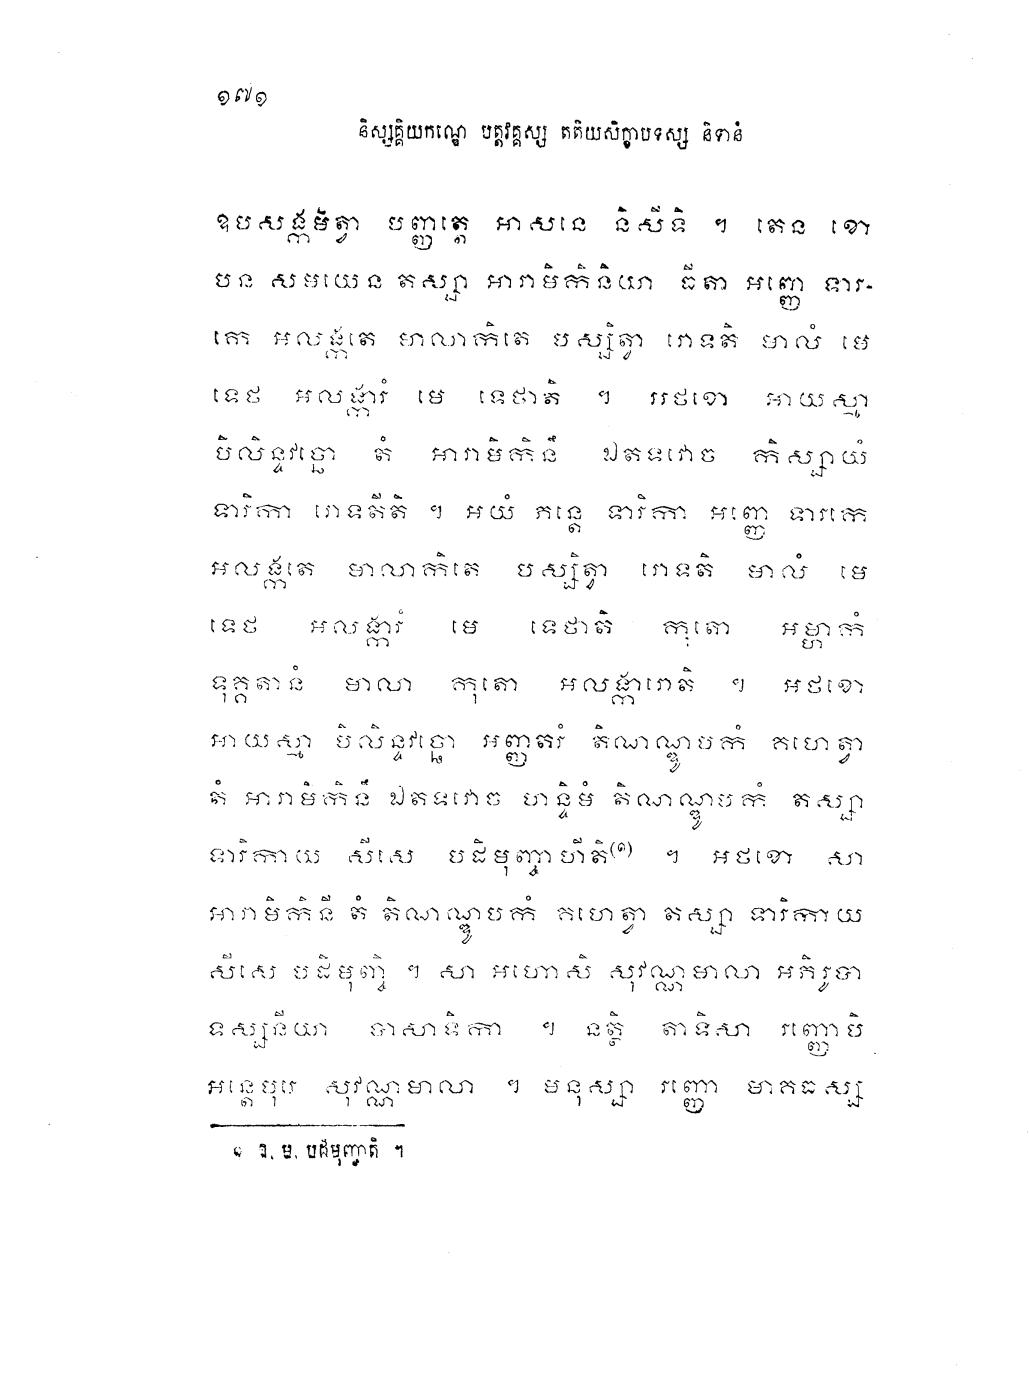 ១៧១
និស្សគ្គិយកណ្ឌេ បត្តវគ្គស្ស តតិយសិក្ខាបទស្ស និទានំ
ឧបសង្កមិត្វា បញ្ញត្តេ អាសនេ និសីទិ ។ តេន ខោ
បន សមយេន តស្សា អារាមិកិនិយា ធីតា អញ្ញេ ទារ-
កេ អលង្កតេ មាលាកិតេ បស្សិត្វា រោទតិ មាលំ មេ
ទេថ អលង្ការំ មេ ទេថាតិ ។ អថខោ អាយស្មា
បិលិន្ទវច្ឆោ តំ អារាមិកិនឹ ឯតទវោច កិស្សាយំ
ទារិកា រោទតីតិ ។ អយំ ភន្តេ ទារិកា អញ្ញេ ទារកេ
អលង្កតេ មាលាកិតេ បស្សិត្វា រោទតិ មាលំ មេ
ទេថ អលង្ការំ មេ ទេថាតិ កុតោ អម្ហាកំ
ទុគ្គតានំ មាលា កុតោ អលង្ការោតិ ។ អថខោ
អាយស្មា បិលិន្ទវច្ឆោ អញ្ញតរំ តិណណ្ឌូបកំ គហេត្វា
តំ អារាមិកិនឹ ឯតទវោច ហន្ទិមំ តិណណ្ឌូបកំ តស្សា
ទារិកាយ សីសេ បដិមុញ្ចាហីតិ(១) ។ អថខោ សា
អារាមិកិនី តំ តិណណ្ឌូបកំ គហេត្វា តស្សា ទារិកាយ
សីសេ បដិមុញ្ចិ ។ សា អហោសិ សុវណ្ណមាលា អភិរូបា
ទស្សនីយា បាសាទិកា ។ នត្ថិ តាទិសា រញ្ញោបិ
អន្តេបុរេ សុវណ្ណមាលា ។ មនុស្សា រញ្ញោ មាគធស្ស
១ ឱ. ម. បដិមុញ្ចាតិ ។